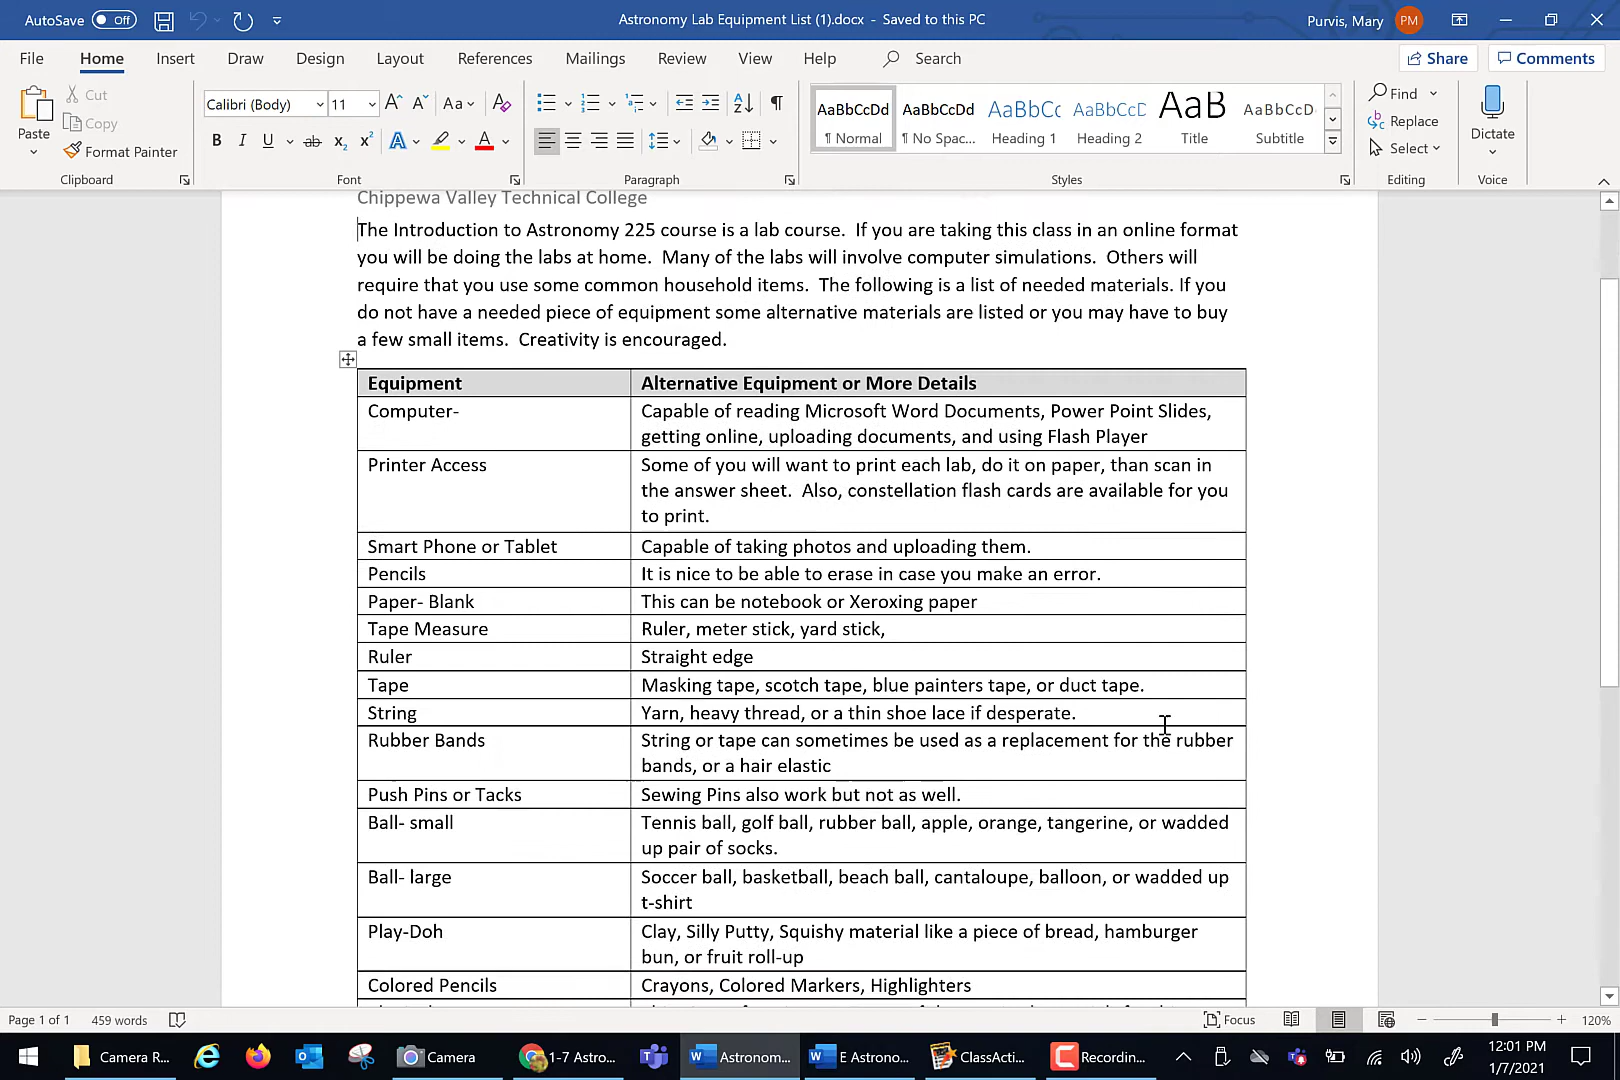 AutoSave Off Astronomy Lab Equipment List (1).docx - Saved to this PC Purvis, Mary PM
File Home Insert Draw Design Layout References Mailings Review View Help Search Share Comments
Paste Cut Copy Format Painter
Calibri (Body) 11 Aa
B I U ab x₂ x² A A
AaBbCcDd AaBbCcDd AaBbCc AaBbCcD AaB AaBbCcD
¶ Normal ¶ No Spac... Heading 1 Heading 2 Title Subtitle
Find Replace Select Dictate
Clipboard Font Paragraph Styles Editing Voice
Chippewa Valley Technical College
The Introduction to Astronomy 225 course is a lab course. If you are taking this class in an online format
you will be doing the labs at home. Many of the labs will involve computer simulations. Others will
require that you use some common household items. The following is a list of needed materials. If you
do not have a needed piece of equipment some alternative materials are listed or you may have to buy
a few small items. Creativity is encouraged.
Equipment Alternative Equipment or More Details
Computer- Capable of reading Microsoft Word Documents, Power Point Slides,
getting online, uploading documents, and using Flash Player
Printer Access Some of you will want to print each lab, do it on paper, than scan in
the answer sheet. Also, constellation flash cards are available for you
to print.
Smart Phone or Tablet Capable of taking photos and uploading them.
Pencils It is nice to be able to erase in case you make an error.
Paper- Blank This can be notebook or Xeroxing paper
Tape Measure Ruler, meter stick, yard stick,
Ruler Straight edge
Tape Masking tape, scotch tape, blue painters tape, or duct tape.
String Yarn, heavy thread, or a thin shoe lace if desperate.
Rubber Bands String or tape can sometimes be used as a replacement for the rubber
bands, or a hair elastic
Push Pins or Tacks Sewing Pins also work but not as well.
Ball- small Tennis ball, golf ball, rubber ball, apple, orange, tangerine, or wadded
up pair of socks.
Ball- large Soccer ball, basketball, beach ball, cantaloupe, balloon, or wadded up
t-shirt
Play-Doh Clay, Silly Putty, Squishy material like a piece of bread, hamburger
bun, or fruit roll-up
Colored Pencils Crayons, Colored Markers, Highlighters
Page 1 of 1 459 words Focus 120%
Camera R... Camera 1-7 Astro... Astronom... E Astrono... ClassActi... Recordin... 12:01 PM
1/7/2021